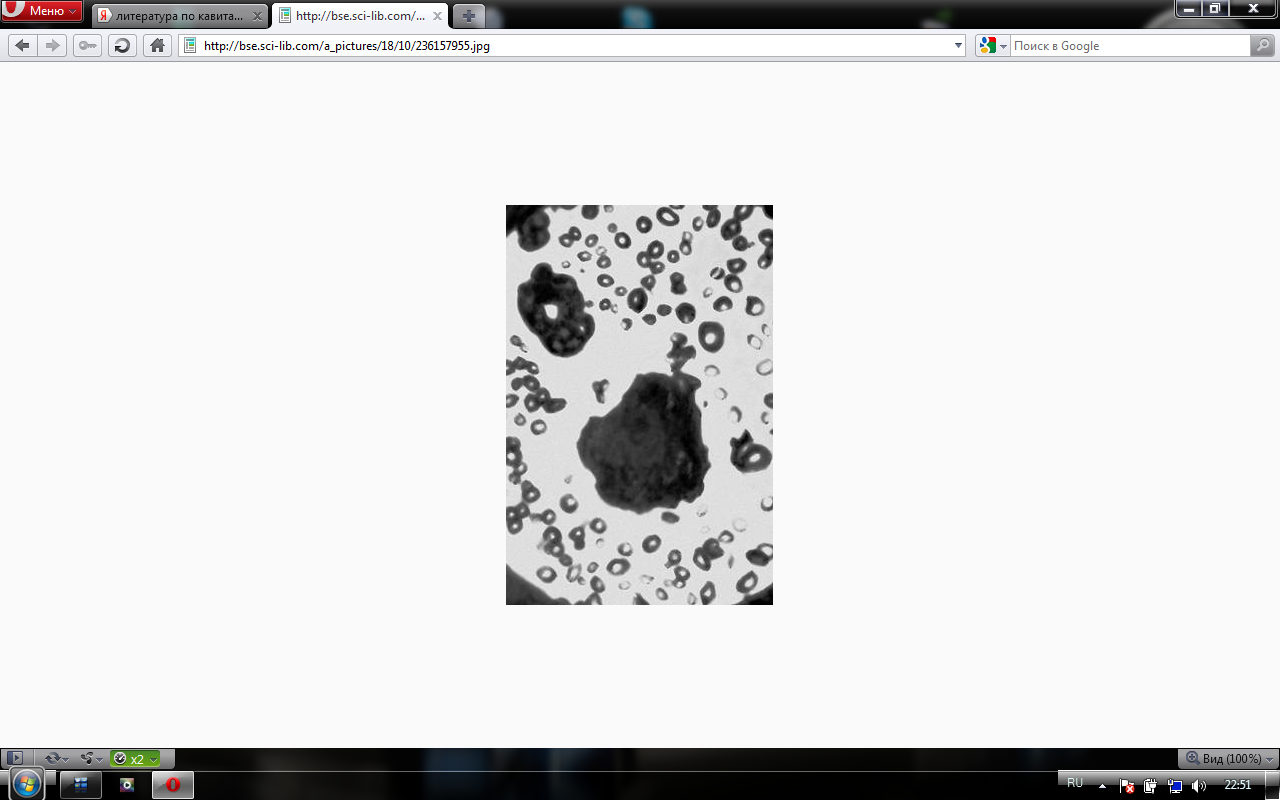 Меню
литература по кавита...
http://bse.sci-lib.com/...
http://bse.sci-lib.com/a_pictures/18/10/236157955.jpg
Поиск в Google
x2
Вид (100%)
RU
22:51